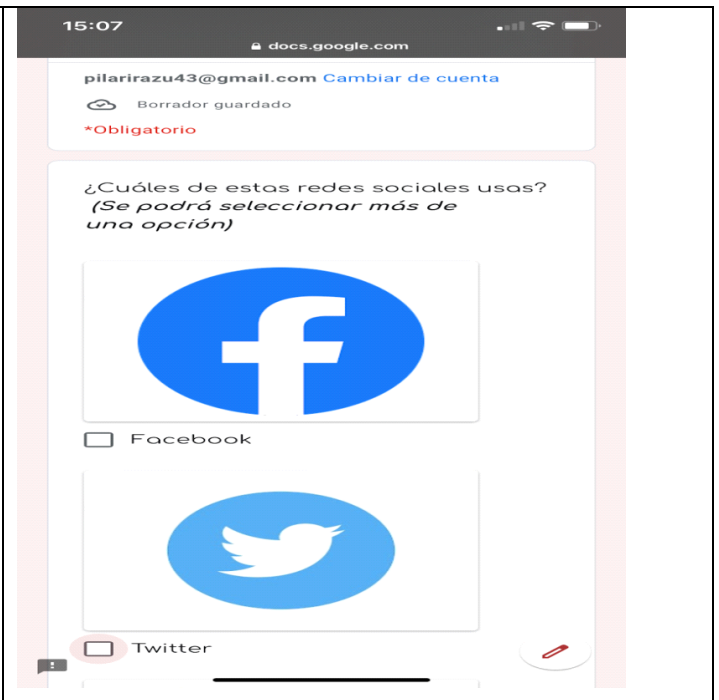 15:07
docs.google.com
pilarirazu43@gmail.com Cambiar de cuenta
Borrador guardado
*Obligatorio
¿Cuáles de estas redes sociales usas?
(Se podrá seleccionar más de
una opción)
Facebook
Twitter